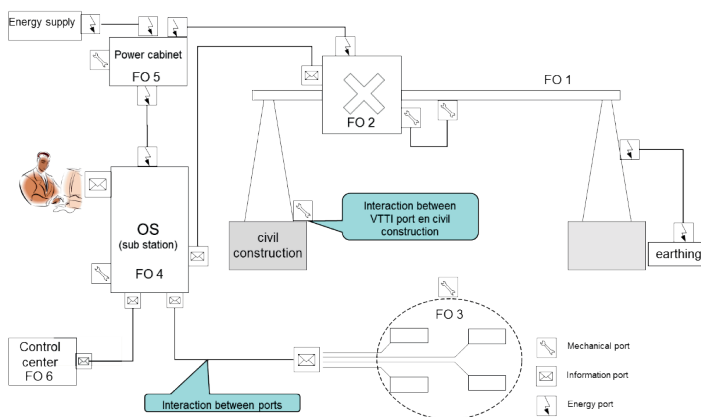 Energy supply
Power cabinet
FO 5
FO 1
FO 2
OS
(sub station)
FO 4
Interaction between
VTTI port en civil
construction
civil
construction
earthing
FO 3
Control
center
FO 6
Interaction between ports
Mechanical port
Information port
Energy port